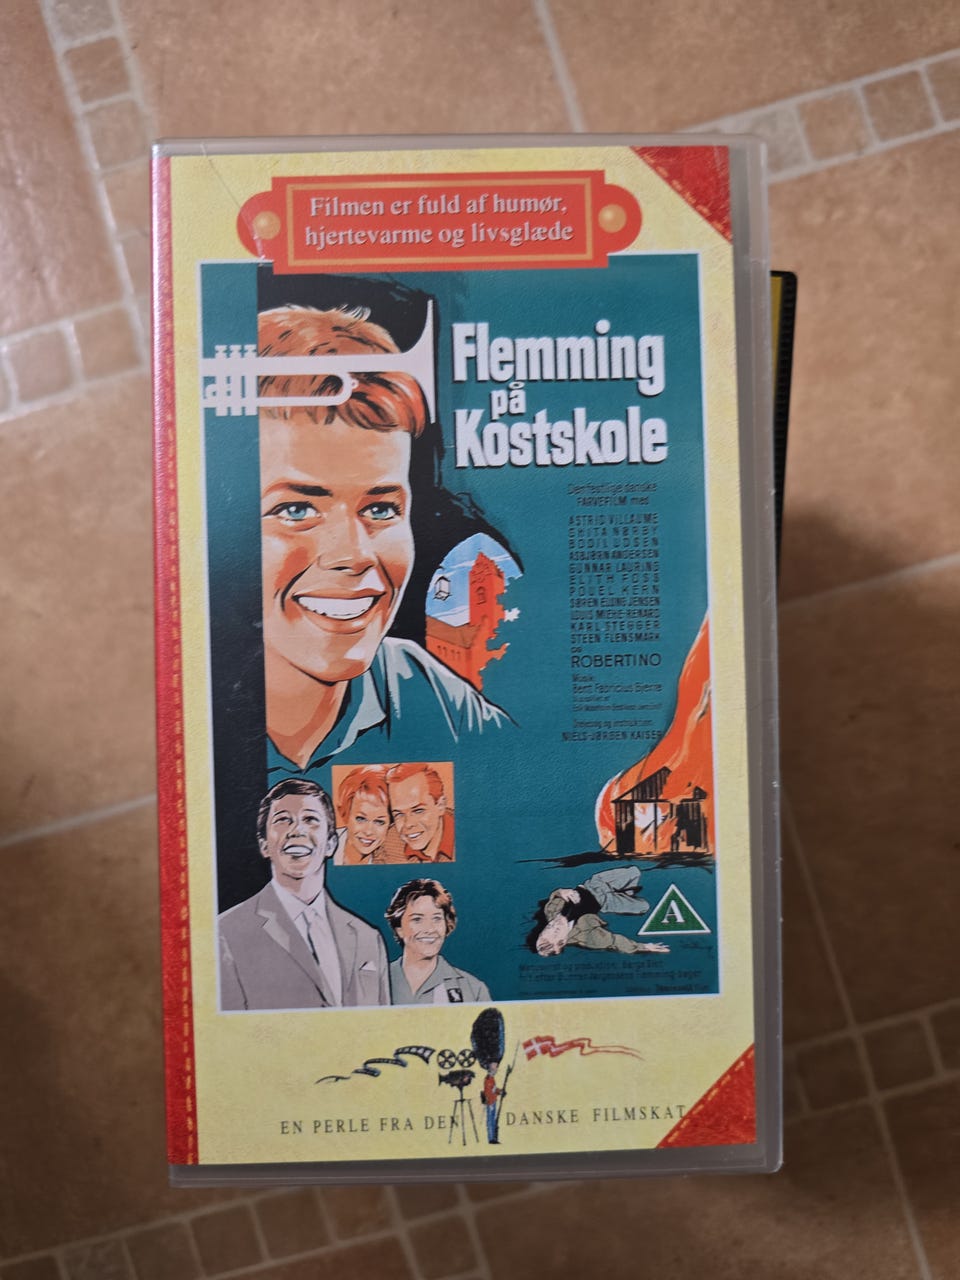 Filmen er fuld af humør,
hjertevarme og livsglæde
Flemming
på
Kostskole
Den festlige danske
FARVEFILM med
ASTRID VILLAUME
GHITA NØRBY
BODIL UDSEN
ASBJØRN ANDERSEN
GUNNAR LAURING
ELITH FOSS
POUEL KERN
SØREN ELUNG JENSEN
LOUIS MIEHE-RENARD
KARL STEGGER
STEEN FLENSMARK
og
ROBERTINO
Musik:
Bent Fabricius Bjerre
Drejebog og instruktion:
NIELS-JØRGEN KAISER
A
EN PERLE FRA DEN DANSKE FILMSKAT